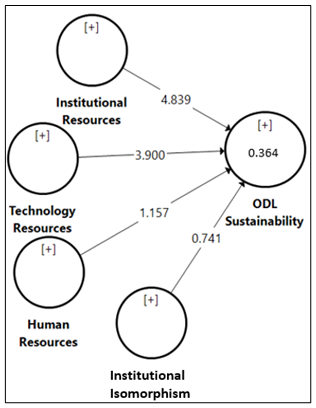 [+]
Institutional
Resources
4.839
[+]
[+]
0.364
3.900
ODL
Sustainability
Technology
Resources
1.157
[+]
0.741
Human
Resources
[+]
Institutional
Isomorphism